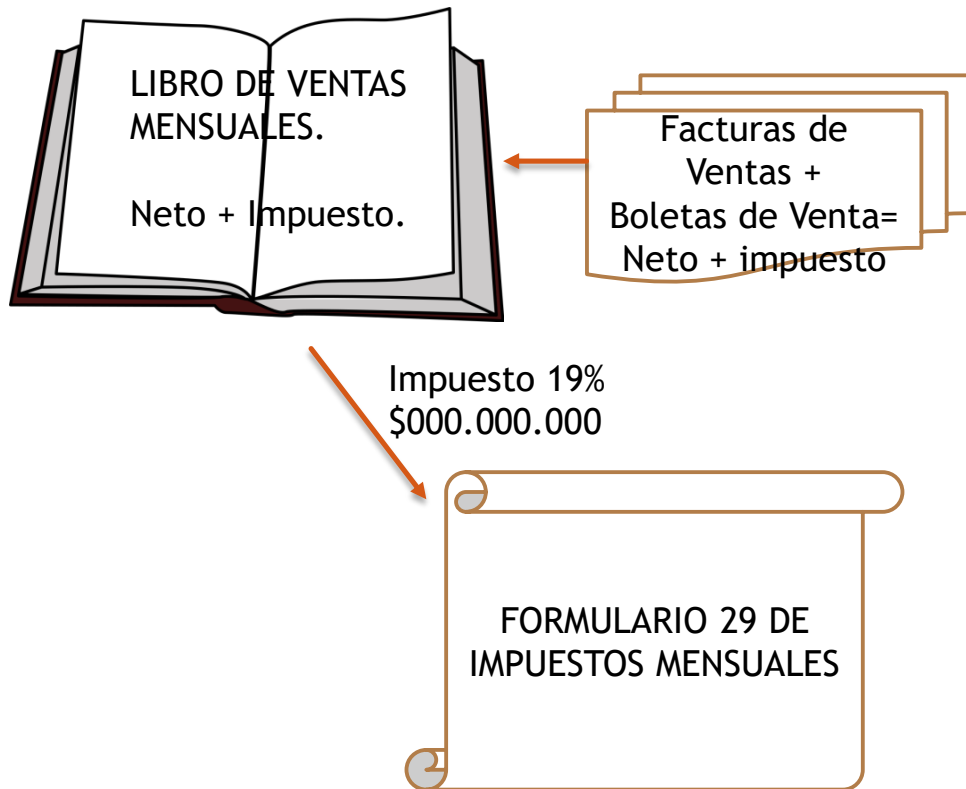 LIBRO DE VENTAS
MENSUALES.
Neto + Impuesto.
Facturas de
Ventas +
Boletas de Venta=
Neto + impuesto
Impuesto 19%
$000.000.000
FORMULARIO 29 DE
IMPUESTOS MENSUALES